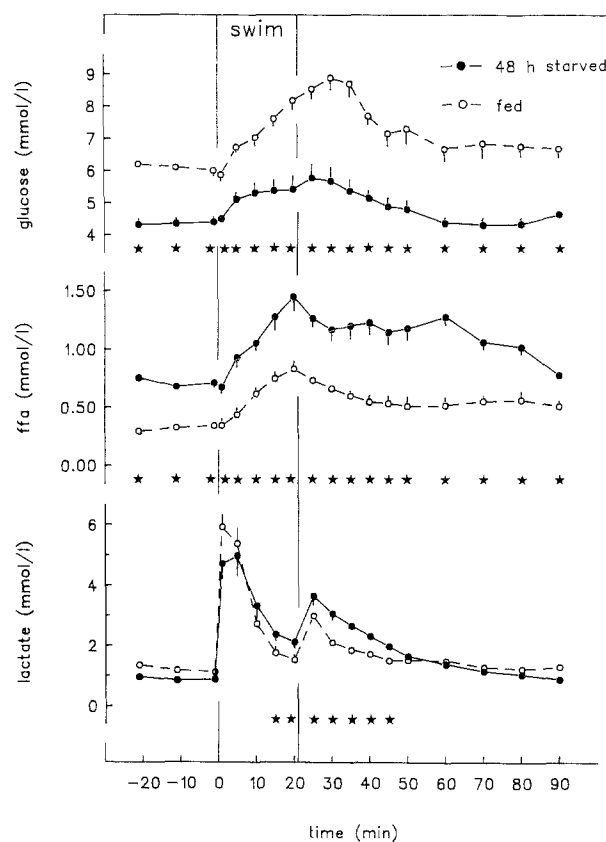 swim
48 h starved
fed
glucose (mmol/l)
9
8
7
6
5
4
ffa (mmol/l)
1.50
1.00
0.50
0.00
lactate (mmol/l)
6
4
2
0
-20 -10 0 10 20 30 40 50 60 70 80 90
time (min)